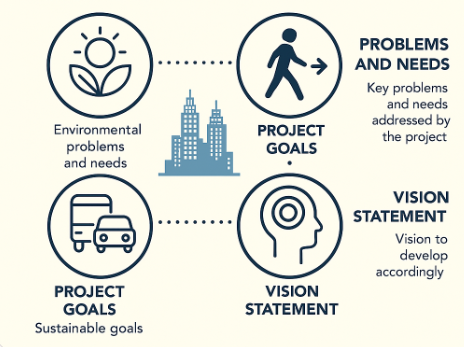 Environmental
problems
and needs
PROJECT
GOALS
PROBLEMS
AND NEEDS
Key problems
and needs
addressed by
the project
PROJECT
GOALS
Sustainable goals
VISION
STATEMENT
VISION
STATEMENT
Vision to
develop
accordingly